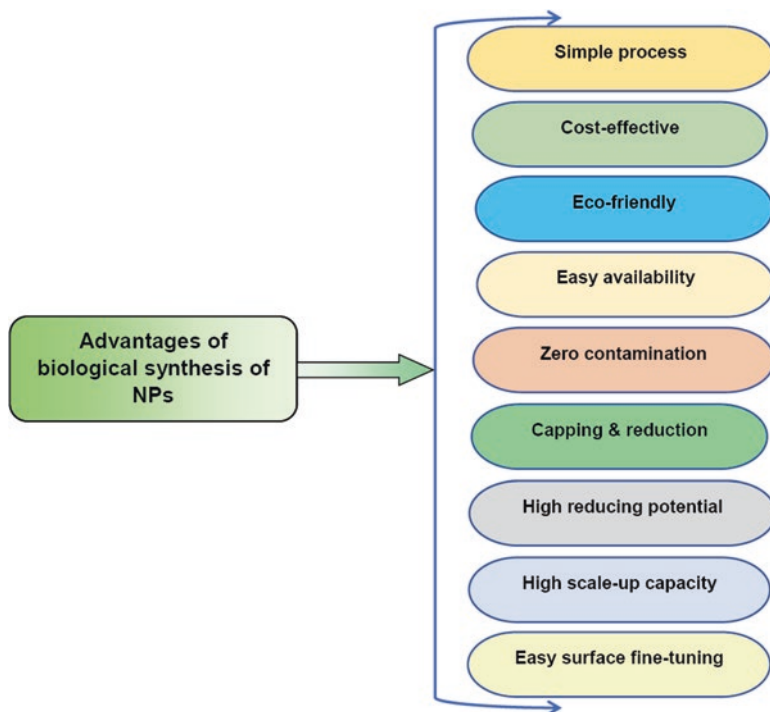 Advantages of
biological synthesis of
NPs
Simple process
Cost-effective
Eco-friendly
Easy availability
Zero contamination
Capping & reduction
High reducing potential
High scale-up capacity
Easy surface fine-tuning